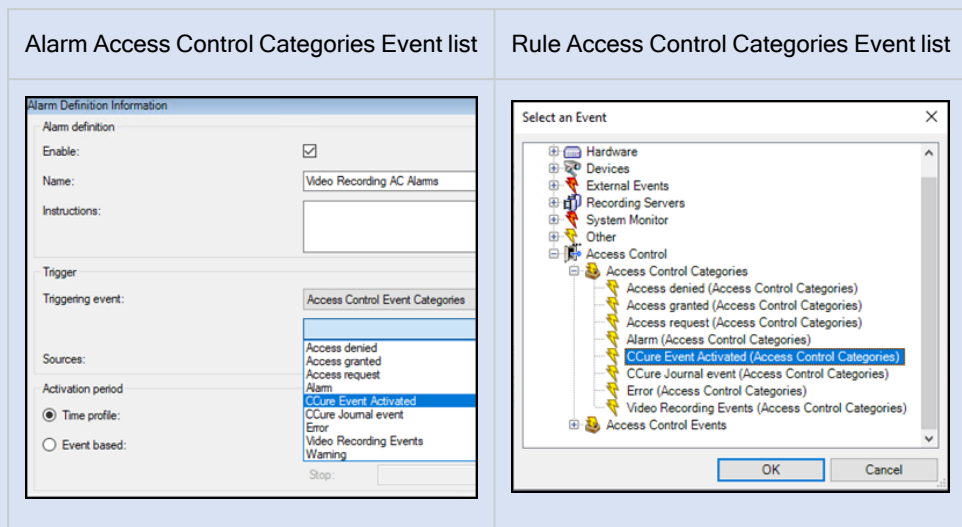 Alarm Access Control Categories Event list
Rule Access Control Categories Event list
Alarm Definition Information
Alarm definition
Enable:
Name:
Video Recording AC Alarms
Instructions:
Trigger
Triggering event:
Access Control Event Categories
Access denied
Access granted
Access request
Alarm
CCure Event Activated
CCure Journal event
Error
Video Recording Events
Warning
Sources:
Activation period
Time profile:
Event based:
Stop:
Select an Event
Hardware
Devices
External Events
Recording Servers
System Monitor
Other
Access Control
Access Control Categories
Access denied (Access Control Categories)
Access granted (Access Control Categories)
Access request (Access Control Categories)
Alarm (Access Control Categories)
CCure Event Activated (Access Control Categories)
CCure Journal event (Access Control Categories)
Error (Access Control Categories)
Video Recording Events (Access Control Categories)
Access Control Events
OK
Cancel